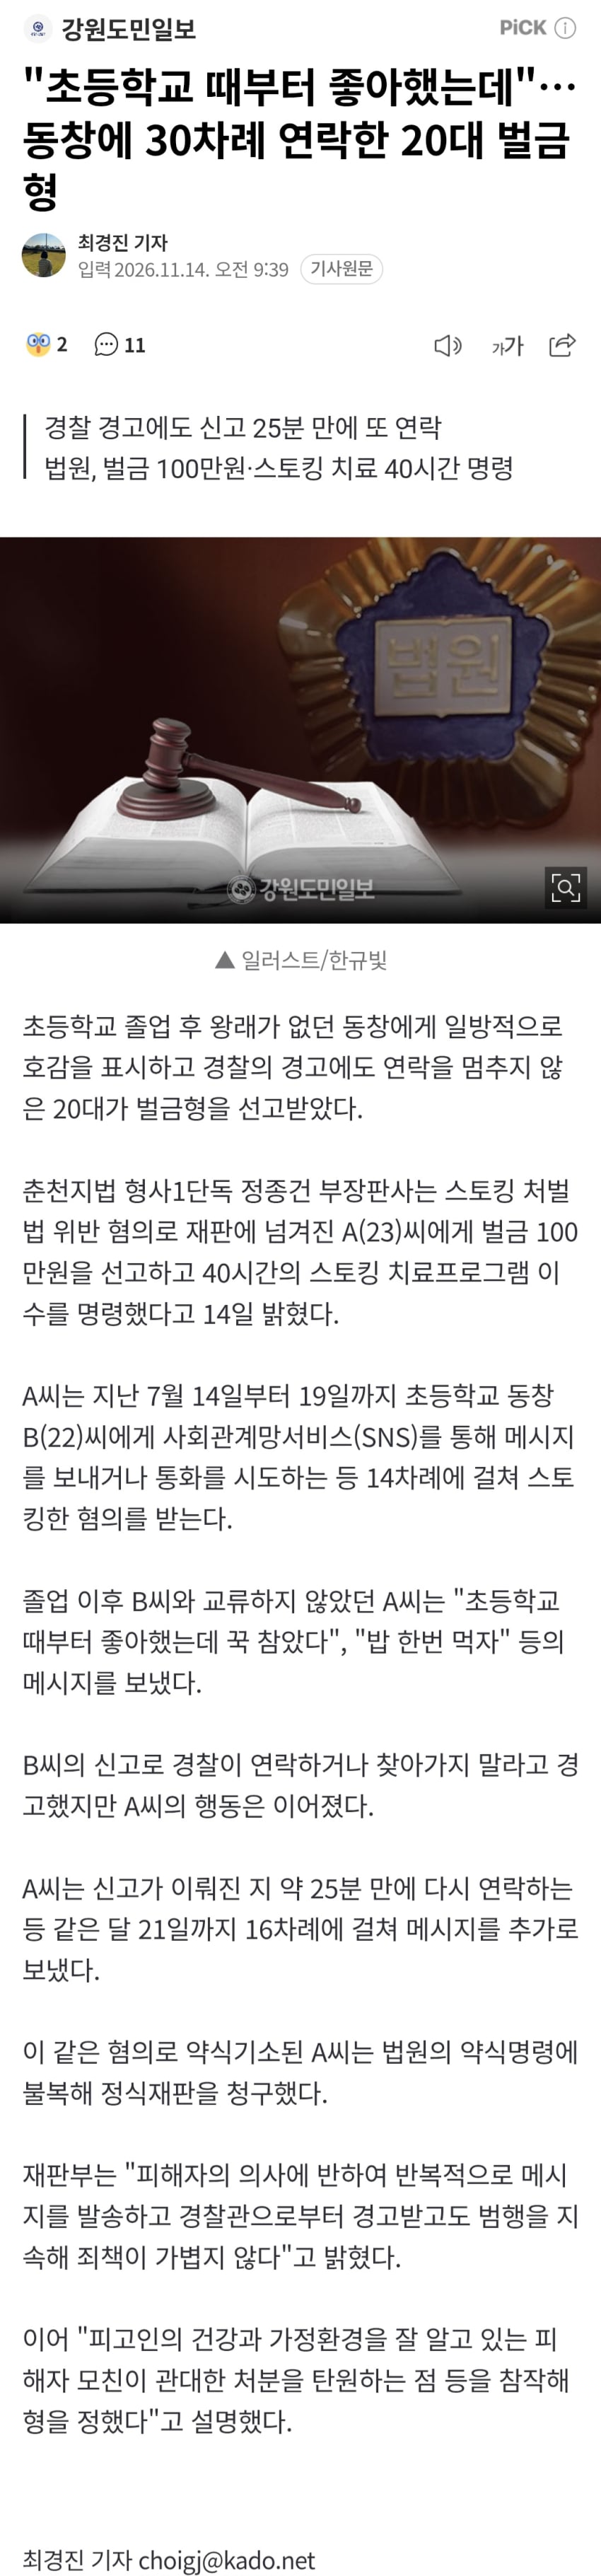 강원도민일보
PiCK
"초등학교 때부터 좋아했는데"…
동창에 30차례 연락한 20대 벌금
형
최경진 기자
입력 2026.11.14. 오전 9:39
기사원문
2
11
가가
경찰 경고에도 신고 25분 만에 또 연락
법원, 벌금 100만원·스토킹 치료 40시간 명령
법원
강원도민일보
▲ 일러스트/한규빛
초등학교 졸업 후 왕래가 없던 동창에게 일방적으로
호감을 표시하고 경찰의 경고에도 연락을 멈추지 않
은 20대가 벌금형을 선고받았다.
춘천지법 형사1단독 정종건 부장판사는 스토킹 처벌
법 위반 혐의로 재판에 넘겨진 A(23)씨에게 벌금 100
만원을 선고하고 40시간의 스토킹 치료프로그램 이
수를 명령했다고 14일 밝혔다.
A씨는 지난 7월 14일부터 19일까지 초등학교 동창
B(22)씨에게 사회관계망서비스(SNS)를 통해 메시지
를 보내거나 통화를 시도하는 등 14차례에 걸쳐 스토
킹한 혐의를 받는다.
졸업 이후 B씨와 교류하지 않았던 A씨는 "초등학교
때부터 좋아했는데 꾹 참았다", "밥 한번 먹자" 등의
메시지를 보냈다.
B씨의 신고로 경찰이 연락하거나 찾아가지 말라고 경
고했지만 A씨의 행동은 이어졌다.
A씨는 신고가 이뤄진 지 약 25분 만에 다시 연락하는
등 같은 달 21일까지 16차례에 걸쳐 메시지를 추가로
보냈다.
이 같은 혐의로 약식기소된 A씨는 법원의 약식명령에
불복해 정식재판을 청구했다.
재판부는 "피해자의 의사에 반하여 반복적으로 메시
지를 발송하고 경찰관으로부터 경고받고도 범행을 지
속해 죄책이 가볍지 않다"고 밝혔다.
이어 "피고인의 건강과 가정환경을 잘 알고 있는 피
해자 모친이 관대한 처분을 탄원하는 점 등을 참작해
형을 정했다"고 설명했다.
최경진 기자 choigj@kado.net